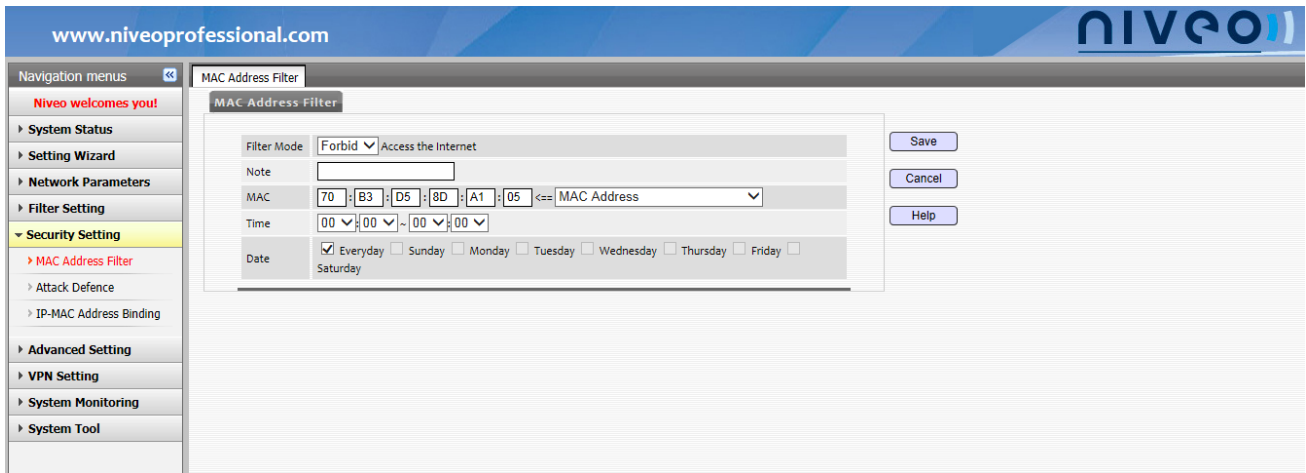 www.niveoprofessional.com
niveo
Navigation menus
Niveo welcomes you!
System Status
Setting Wizard
Network Parameters
Filter Setting
Security Setting
MAC Address Filter
Attack Defence
IP-MAC Address Binding
Advanced Setting
VPN Setting
System Monitoring
System Tool
MAC Address Filter
MAC Address Filter
Filter Mode Forbid Access the Internet
Note
MAC 70 : B3 : D5 : 8D : A1 : 05 <== MAC Address
Time 00 : 00 ~ 00 : 00
Date Everyday Sunday Monday Tuesday Wednesday Thursday Friday
Saturday
Save
Cancel
Help